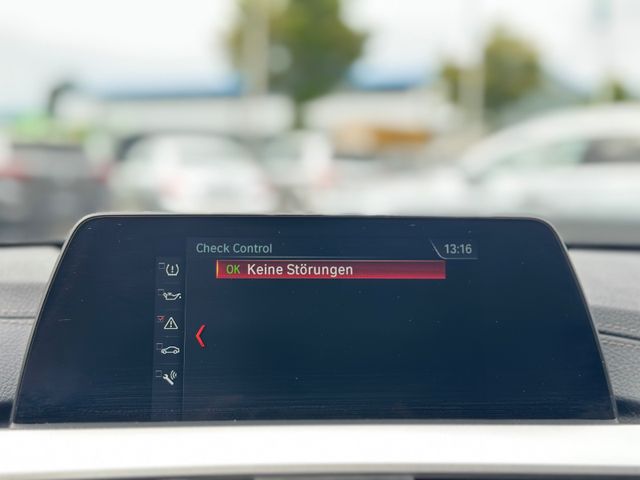 Check Control
13:16
OK Keine Störungen